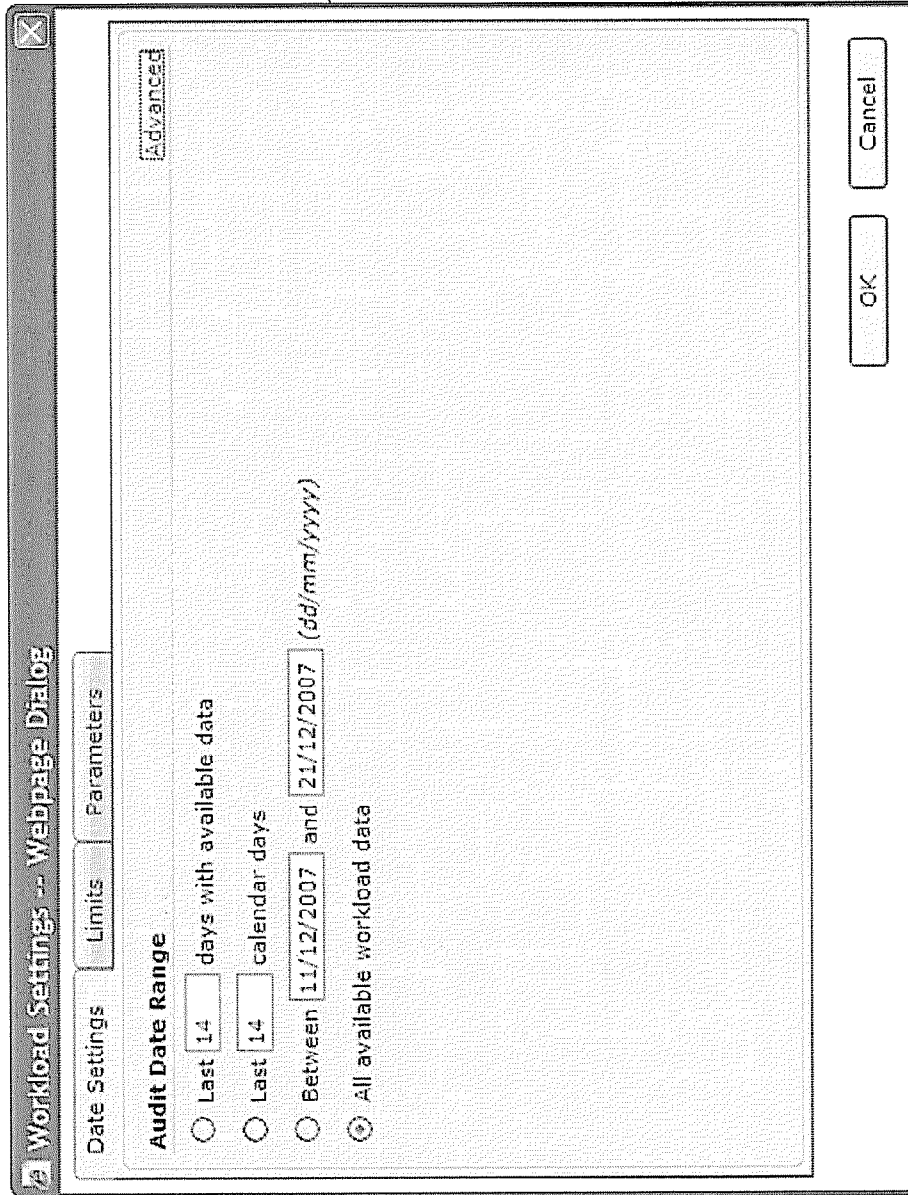 Workload Settings -- Webpage Dialog
Date Settings Limits Parameters
Audit Date Range Advanced
Last 14 days with available data
Last 14 calendar days
Between 11/12/2007 and 21/12/2007 (dd/mm/yyyy)
All available workload data
OK Cancel